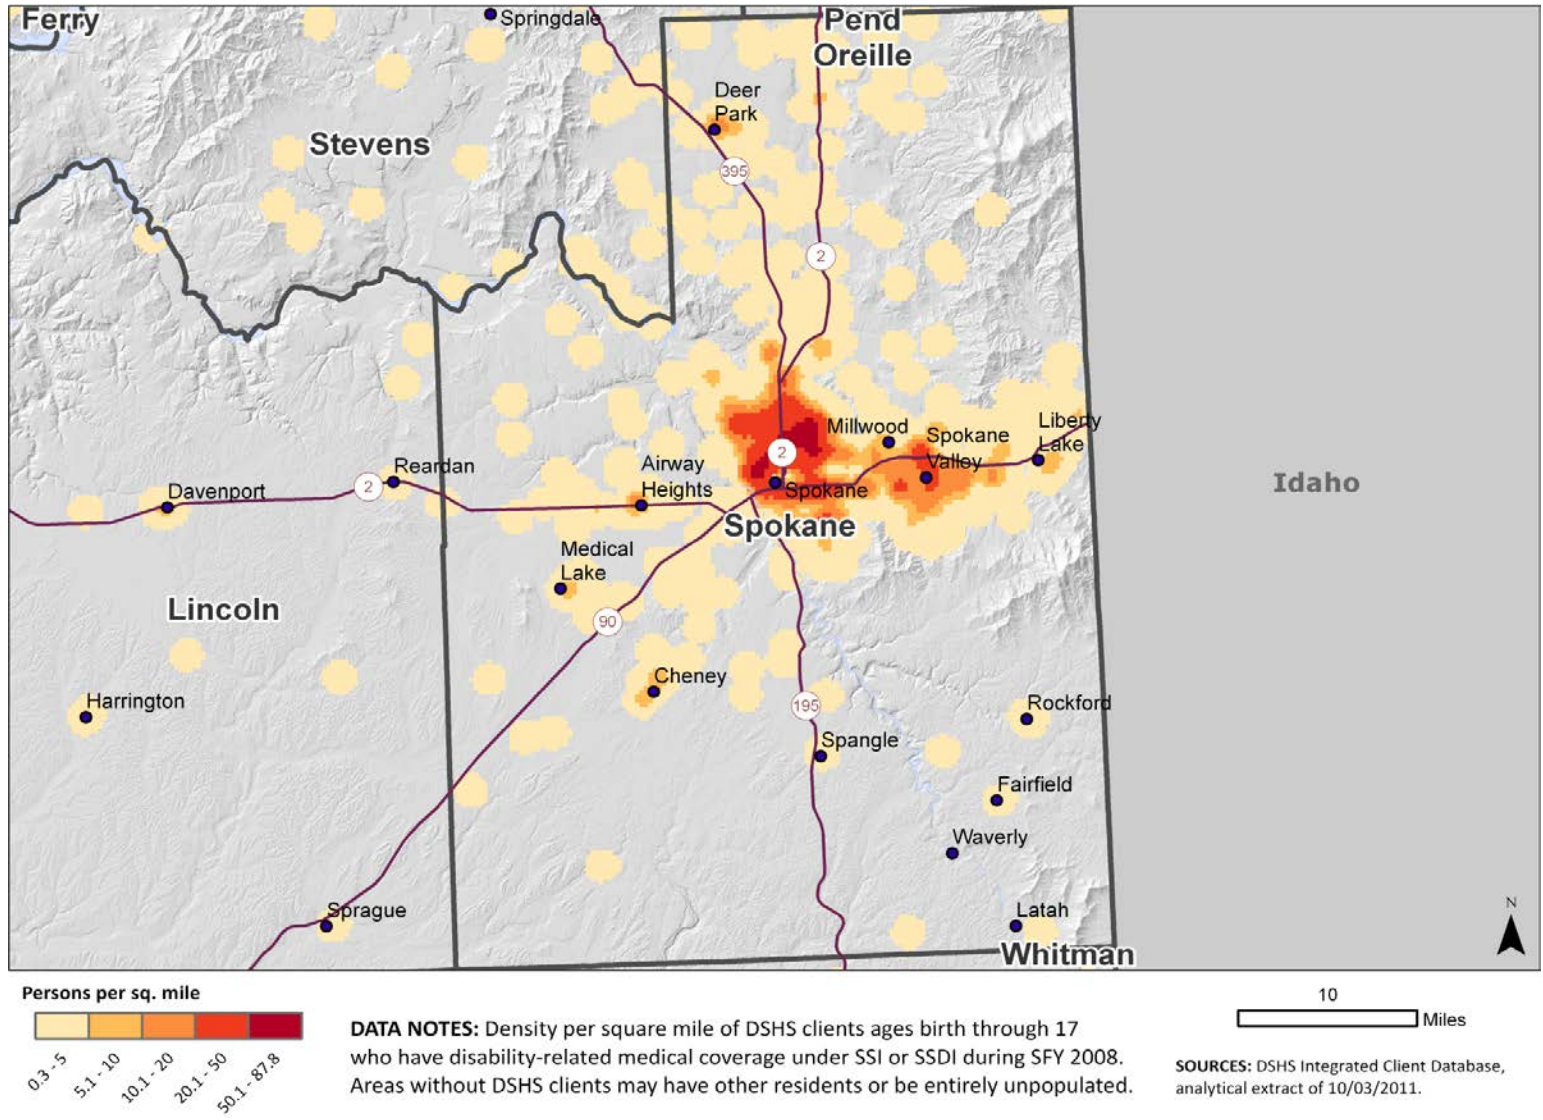 Ferry
Springdale
Pend
Oreille
Deer
Park
Stevens
395
2
Millwood
Spokane
Valley
Liberty
Lake
2
Reardan
Airway
Heights
Davenport
2
Spokane
Spokane
Idaho
Medical
Lake
Lincoln
90
Cheney
Harrington
195
Rockford
Spangle
Fairfield
Waverly
Sprague
Latah
N
Whitman
Persons per sq. mile
0.3 - 5
5.1 - 10
10.1 - 20
20.1 - 50
50.1 - 87.8
DATA NOTES: Density per square mile of DSHS clients ages birth through 17
who have disability-related medical coverage under SSI or SSDI during SFY 2008.
Areas without DSHS clients may have other residents or be entirely unpopulated.
10
Miles
SOURCES: DSHS Integrated Client Database,
analytical extract of 10/03/2011.